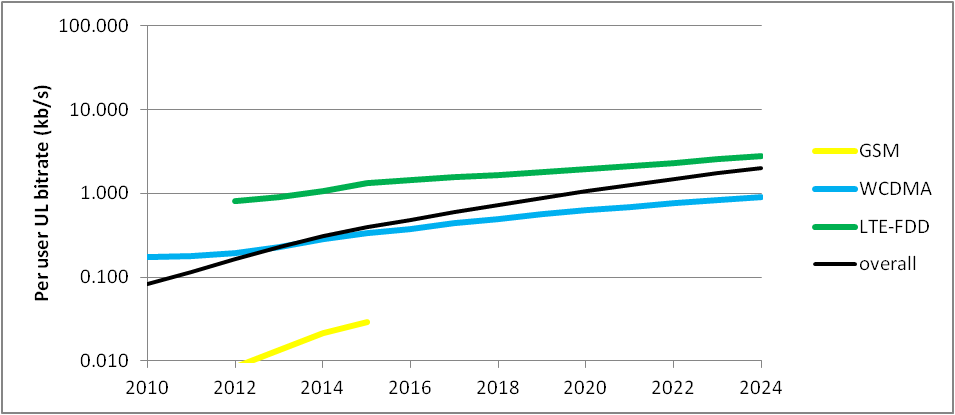 Per user UL bitrate (kb/s)
100.000
10.000
1.000
0.100
0.010
2010 2012 2014 2016 2018 2020 2022 2024
GSM
WCDMA
LTE-FDD
overall